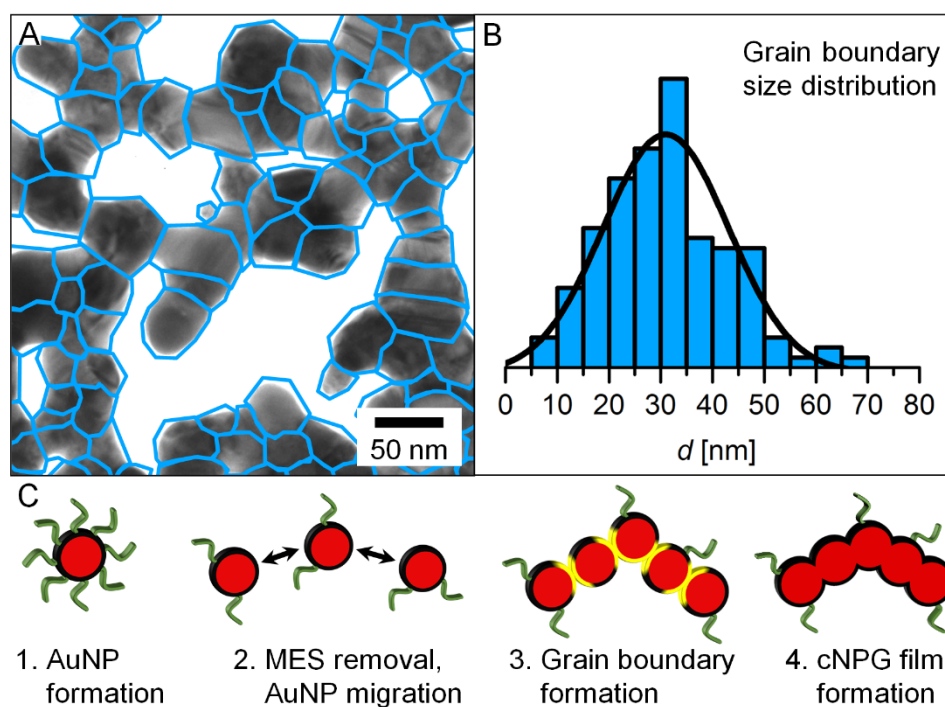 A
50 nm
B
Grain boundary
size distribution
0 10 20 30 40 50 60 70 80
d [nm]
C
1. AuNP
formation
2. MES removal,
AuNP migration
3. Grain boundary
formation
4. cNPG film
formation